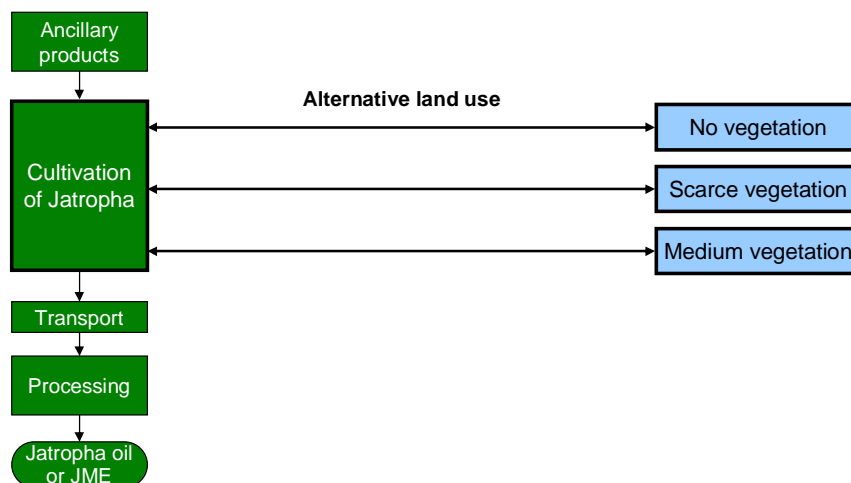 Ancillary
products
Alternative land use
No vegetation
Cultivation
of Jatropha
Scarce vegetation
Medium vegetation
Transport
Processing
Jatropha oil
or JME